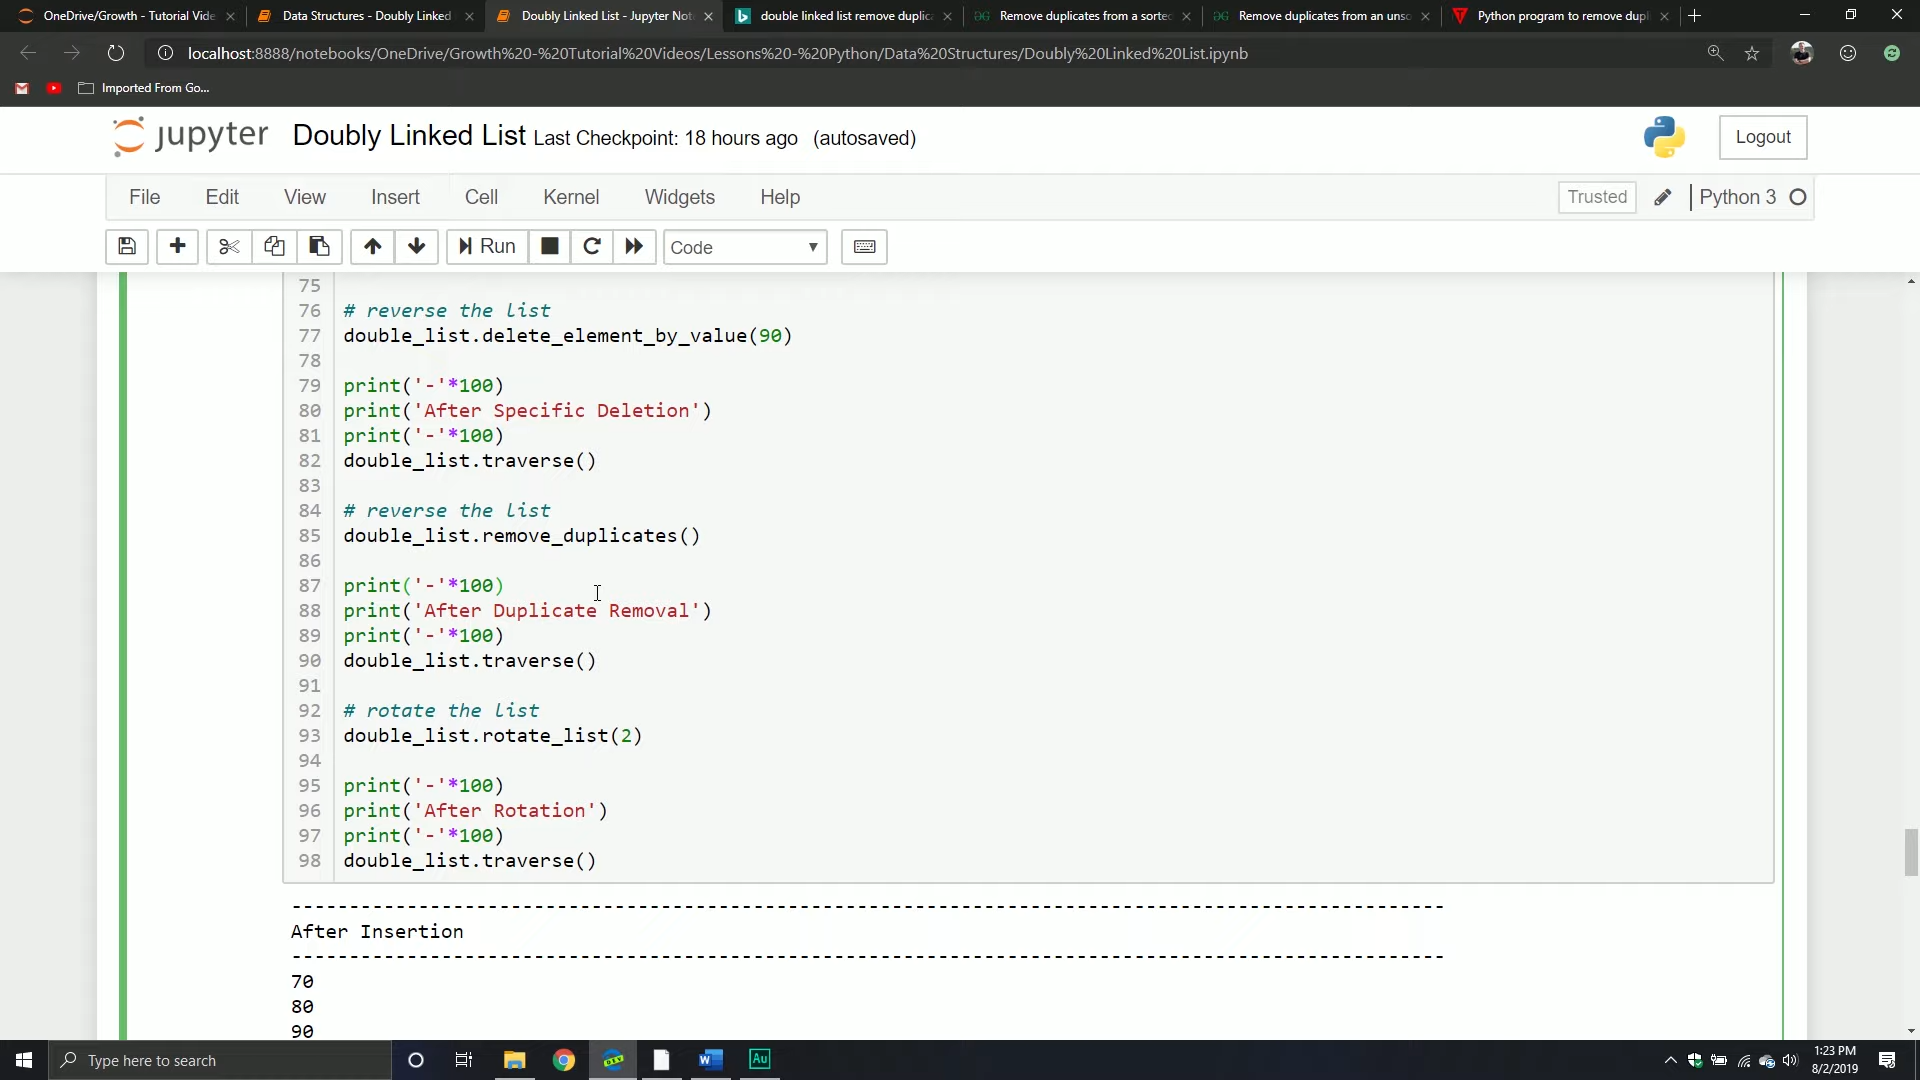 OneDrive/Growth - Tutorial Vide
Data Structures - Doubly Linked
Doubly Linked List - Jupyter Not
double linked list remove duplica
Remove duplicates from a sorted
Remove duplicates from an unso
Python program to remove dupl
localhost:8888/notebooks/OneDrive/Growth%20-%20Tutorial%20Videos/Lessons%20-%20Python/Data%20Structures/Doubly%20Linked%20List.ipynb
Imported From Go...
jupyter Doubly Linked List Last Checkpoint: 18 hours ago (autosaved)
Logout
File Edit View Insert Cell Kernel Widgets Help
Trusted
Python 3
Run
Code
75
76 # reverse the list
77 double_list.delete_element_by_value(90)
78
79 print('-'*100)
80 print('After Specific Deletion')
81 print('-'*100)
82 double_list.traverse()
83
84 # reverse the list
85 double_list.remove_duplicates()
86
87 print('-'*100)
88 print('After Duplicate Removal')
89 print('-'*100)
90 double_list.traverse()
91
92 # rotate the list
93 double_list.rotate_list(2)
94
95 print('-'*100)
96 print('After Rotation')
97 print('-'*100)
98 double_list.traverse()
----------------------------------------------------------------------------------------------------
After Insertion
----------------------------------------------------------------------------------------------------
70
80
90
Type here to search
DEV
Au
1:23 PM
8/2/2019